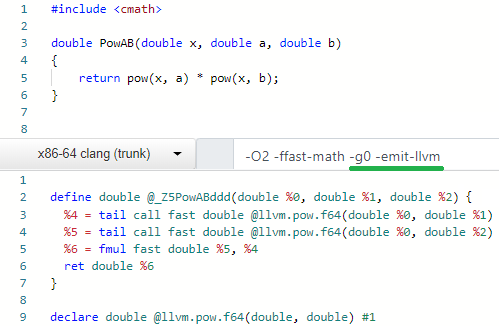 1 #include <cmath>
2
3 double PowAB(double x, double a, double b)
4 {
5     return pow(x, a) * pow(x, b);
6 }
7
8
x86-64 clang (trunk) -O2 -ffast-math -g0 -emit-llvm
1
2 define double @_Z5PowABddd(double %0, double %1, double %2) {
3   %4 = tail call fast double @llvm.pow.f64(double %0, double %1)
4   %5 = tail call fast double @llvm.pow.f64(double %0, double %2)
5   %6 = fmul fast double %5, %4
6   ret double %6
7 }
8
9 declare double @llvm.pow.f64(double, double) #1